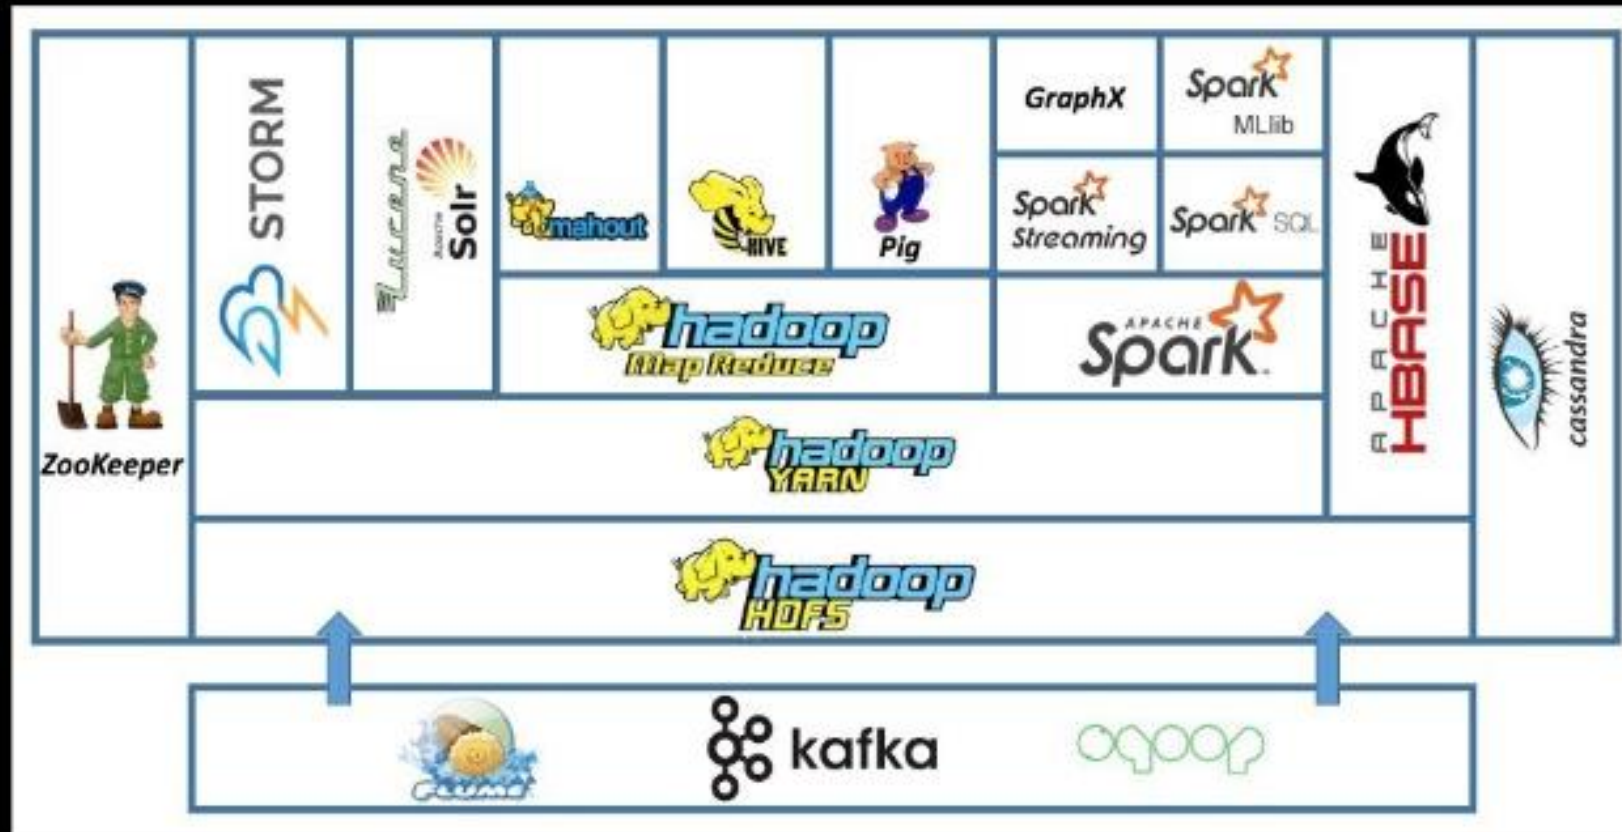 STORM
Lucene
APACHE
Solr
mahout
HIVE
Pig
GraphX
Spark
MLlib
Spark
Streaming
Spark SQL
hadoop
Map Reduce
APACHE
Spark
APACHE
HBASE
cassandra
ZooKeeper
hadoop
YARN
hadoop
HDFS
FLUME
kafka
sqoop